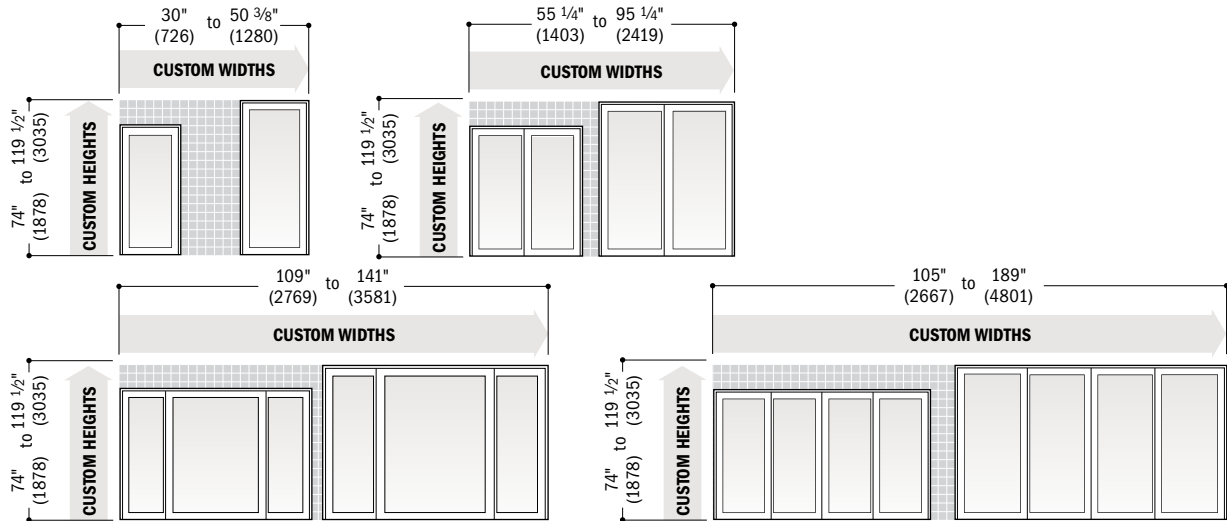 30" to 50 3/8"
(726) (1280)
CUSTOM WIDTHS
74" to 119 1/2"
(1878) (3035)
CUSTOM HEIGHTS
55 1/4" to 95 1/4"
(1403) (2419)
CUSTOM WIDTHS
74" to 119 1/2"
(1878) (3035)
CUSTOM HEIGHTS
109" to 141"
(2769) (3581)
CUSTOM WIDTHS
74" to 119 1/2"
(1878) (3035)
CUSTOM HEIGHTS
105" to 189"
(2667) (4801)
CUSTOM WIDTHS
74" to 119 1/2"
(1878) (3035)
CUSTOM HEIGHTS